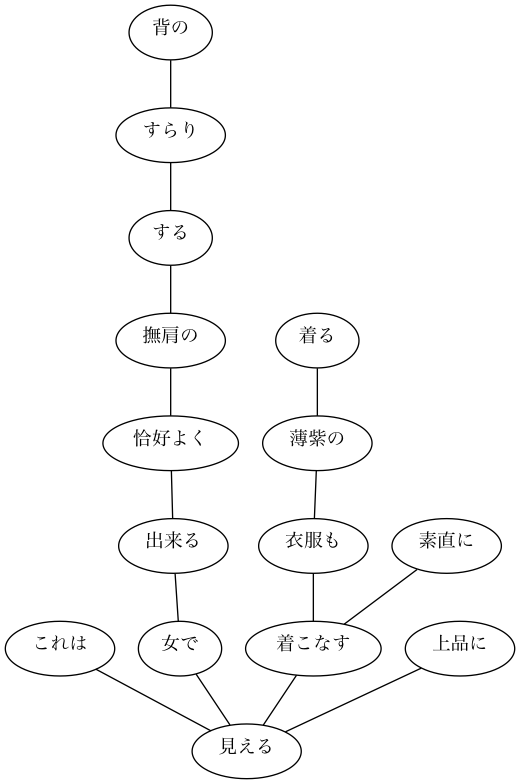 背の
すらり
する
撫肩の
着る
恰好よく
薄紫の
出来る
衣服も
素直に
これは
女で
着こなす
上品に
見える